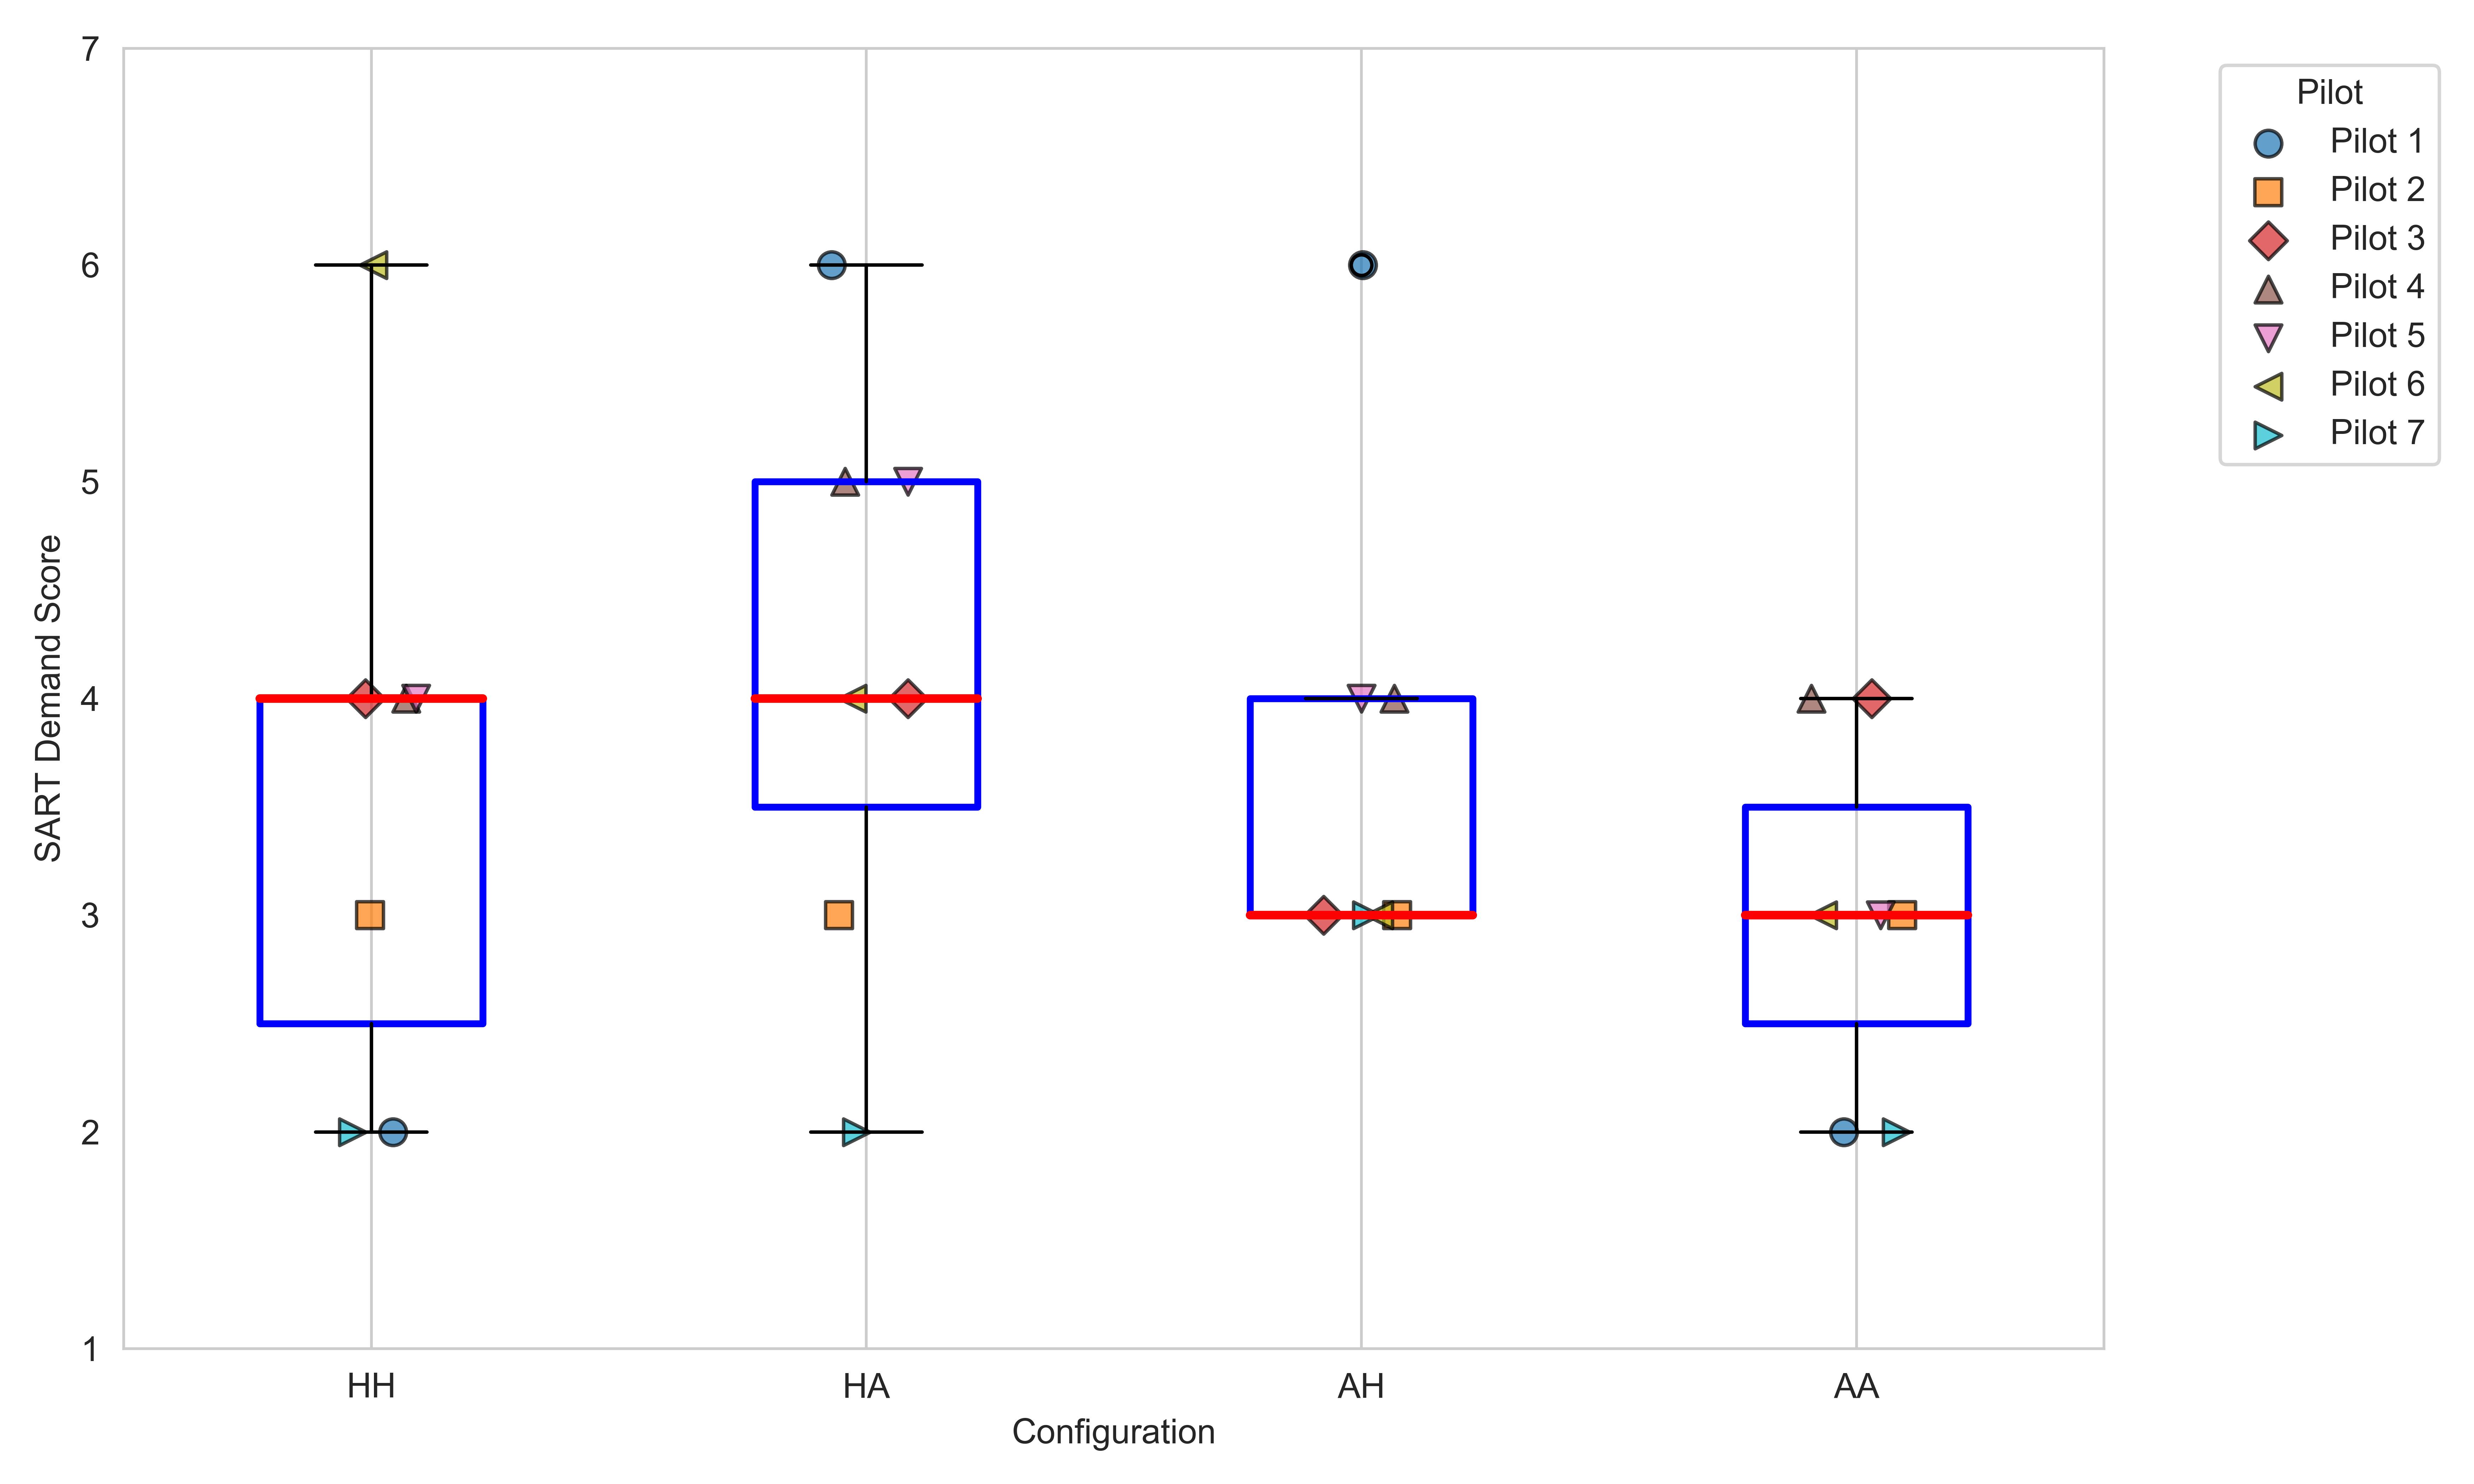 7
6
5
4
3
2
1
SART Demand Score
HH HA AH AA
Configuration
Pilot
Pilot 1
Pilot 2
Pilot 3
Pilot 4
Pilot 5
Pilot 6
Pilot 7